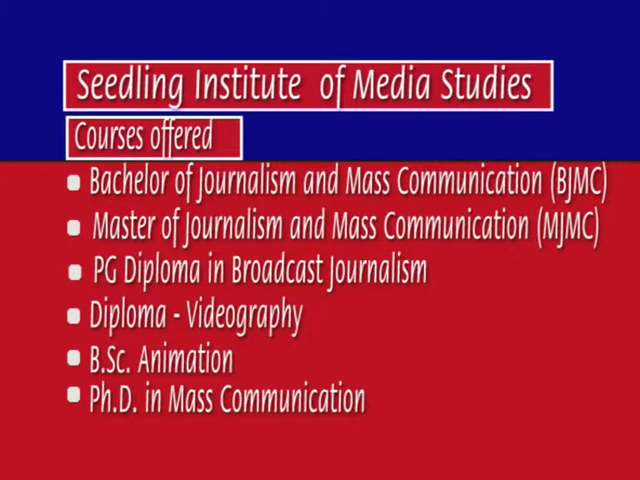 Seedling Institute of Media Studies
Courses offered
Bachelor of Journalism and Mass Communication (BJMC)
Master of Journalism and Mass Communication (MJMC)
PG Diploma in Broadcast Journalism
Diploma - Videography
B.Sc. Animation
Ph.D. in Mass Communication